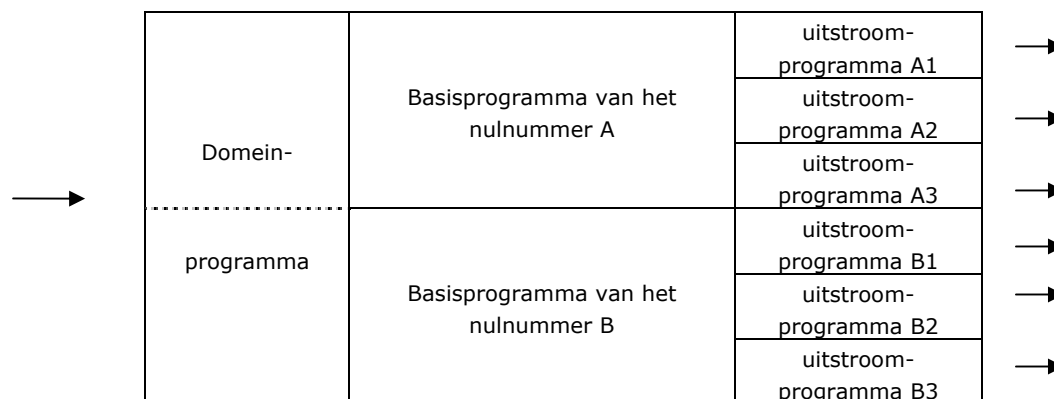 Domein-
programma
Basisprogramma van het
nulnummer A
uitstroom-
programma A1
uitstroom-
programma A2
uitstroom-
programma A3
Basisprogramma van het
nulnummer B
uitstroom-
programma B1
uitstroom-
programma B2
uitstroom-
programma B3